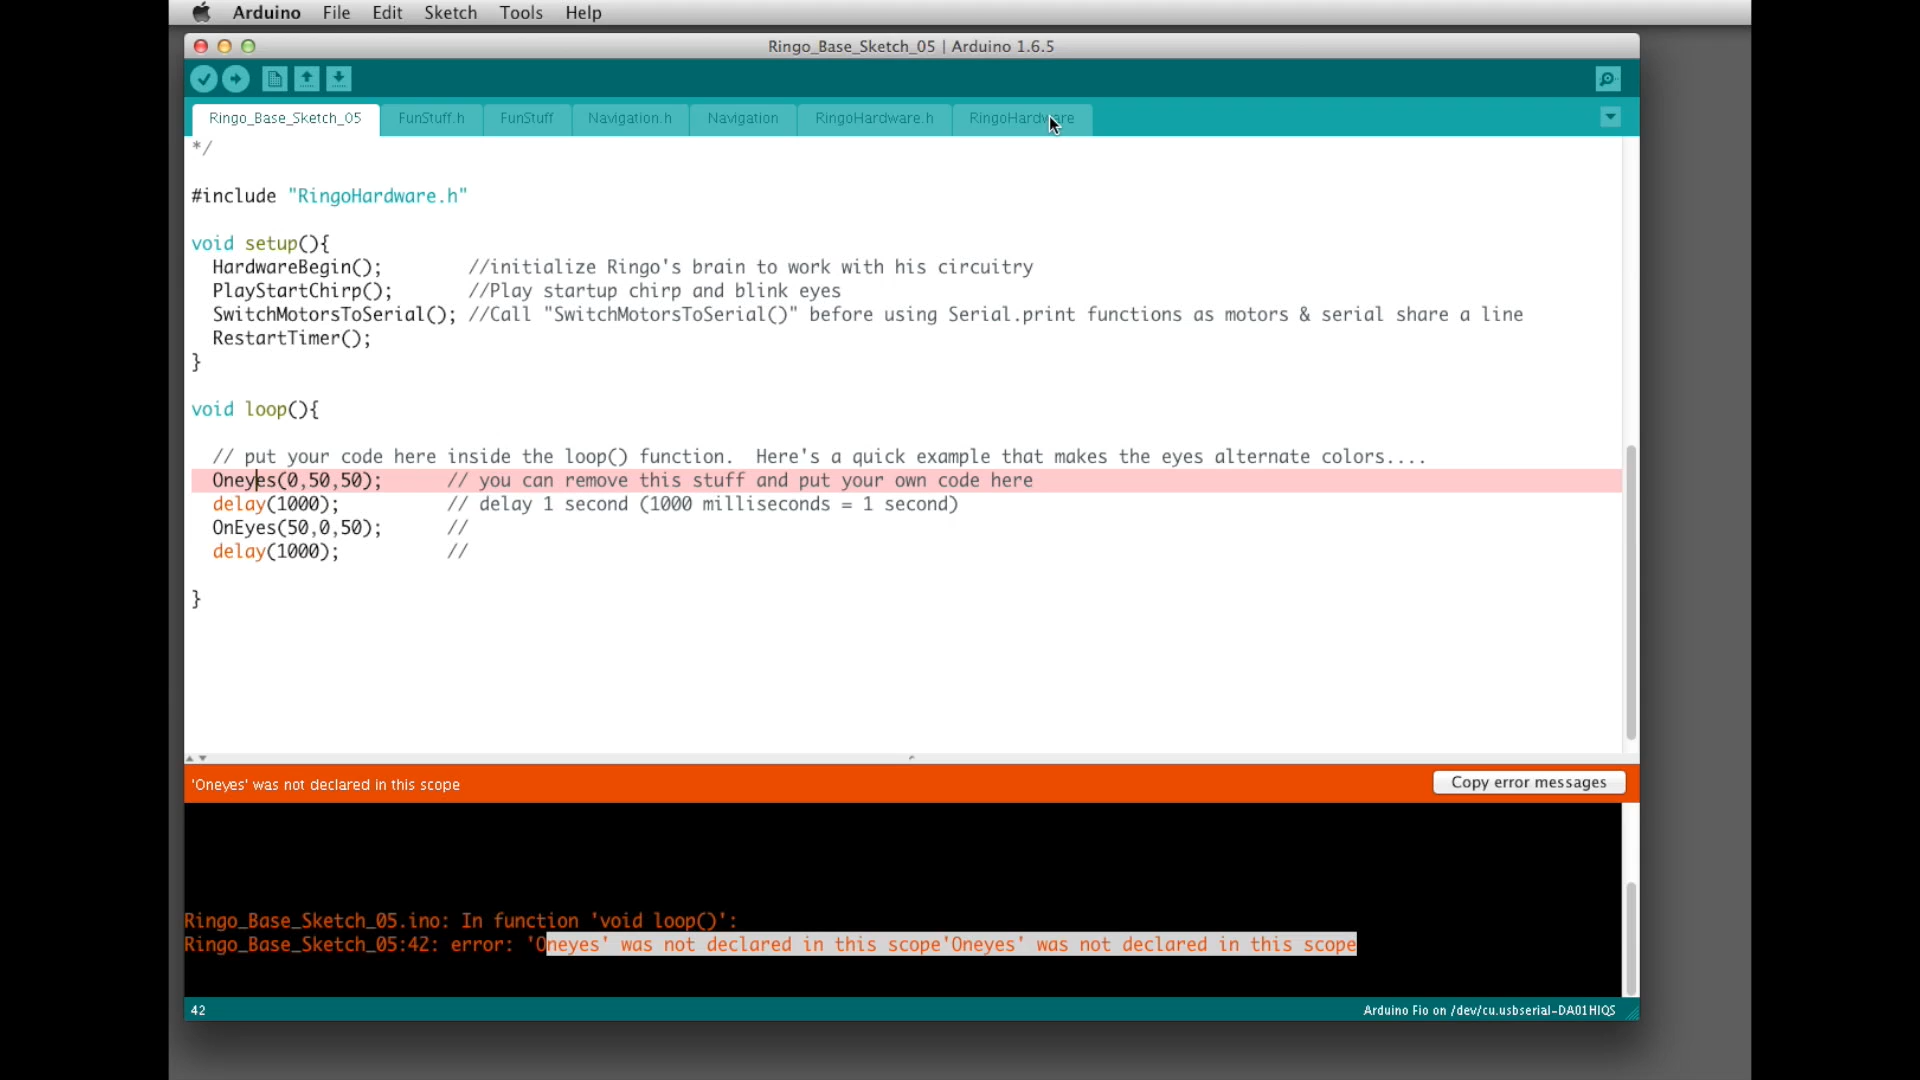 Arduino File Edit Sketch Tools Help
Ringo_Base_Sketch_05 | Arduino 1.6.5
Ringo_Base_Sketch_05 FunStuff.h FunStuff Navigation.h Navigation RingoHardware.h RingoHardware
*/
#include "RingoHardware.h"
void setup(){
HardwareBegin(); //initialize Ringo's brain to work with his circuitry
PlayStartChirp(); //Play startup chirp and blink eyes
SwitchMotorsToSerial(); //Call "SwitchMotorsToSerial()" before using Serial.print functions as motors & serial share a line
RestartTimer();
}
void loop(){
// put your code here inside the loop() function. Here's a quick example that makes the eyes alternate colors....
Oneyes(0,50,50); // you can remove this stuff and put your own code here
delay(1000); // delay 1 second (1000 milliseconds = 1 second)
OnEyes(50,0,50); //
delay(1000); //
}
'Oneyes' was not declared in this scope
Copy error messages
Ringo_Base_Sketch_05.ino: In function 'void loop()':
Ringo_Base_Sketch_05:42: error: 'Oneyes' was not declared in this scope'Oneyes' was not declared in this scope
42
Arduino Fio on /dev/cu.usbserial-DA01HIQS